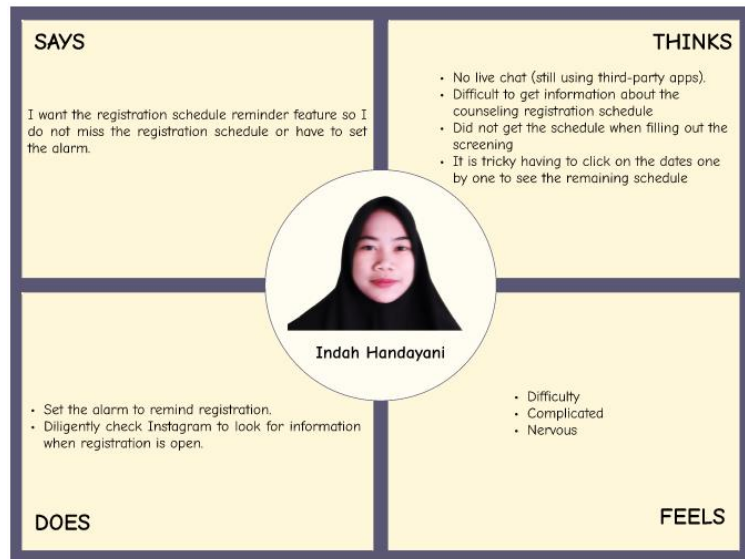 SAYS
I want the registration schedule reminder feature so I
do not miss the registration schedule or have to set
the alarm.
THINKS
• No live chat (still using third-party apps).
• Difficult to get information about the
counseling registration schedule
• Did not get the schedule when filling out the
screening
• It is tricky having to click on the dates one
by one to see the remaining schedule
Indah Handayani
• Set the alarm to remind registration.
• Diligently check Instagram to look for information
when registration is open.
DOES
• Difficulty
• Complicated
• Nervous
FEELS